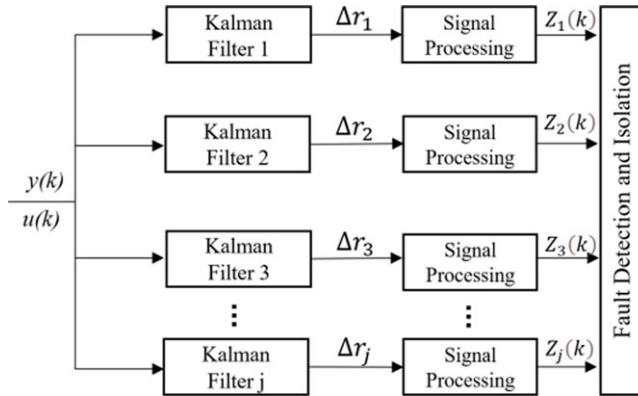 Kalman
Filter 1
Δr₁
Signal
Processing
Z₁(k)
Kalman
Filter 2
Δr₂
Signal
Processing
Z₂(k)
y(k)
u(k)
Kalman
Filter 3
Δr₃
Signal
Processing
Z₃(k)
⋮
⋮
Kalman
Filter j
Δrⱼ
Signal
Processing
Zⱼ(k)
Fault Detection and Isolation